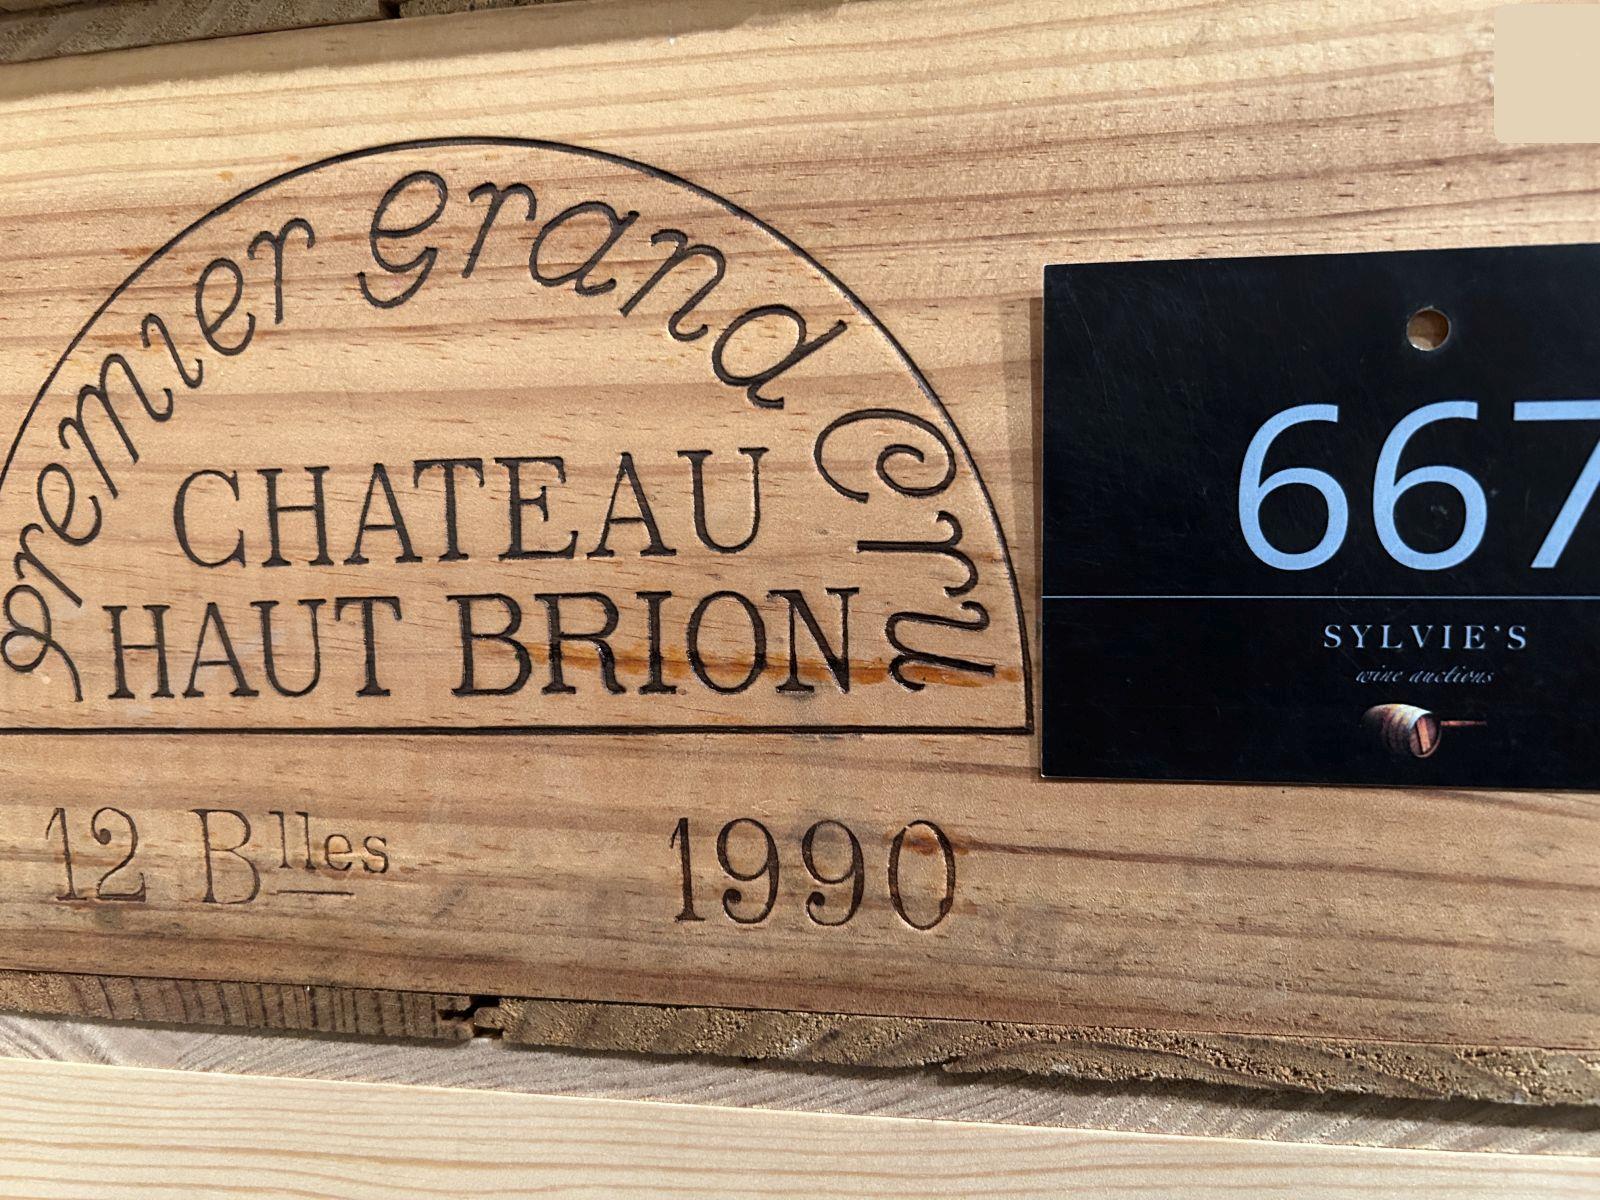 Premier Grand Cru
CHATEAU
HAUT BRION
12 Blles
1990
667
SYLVIE'S
wine auctions